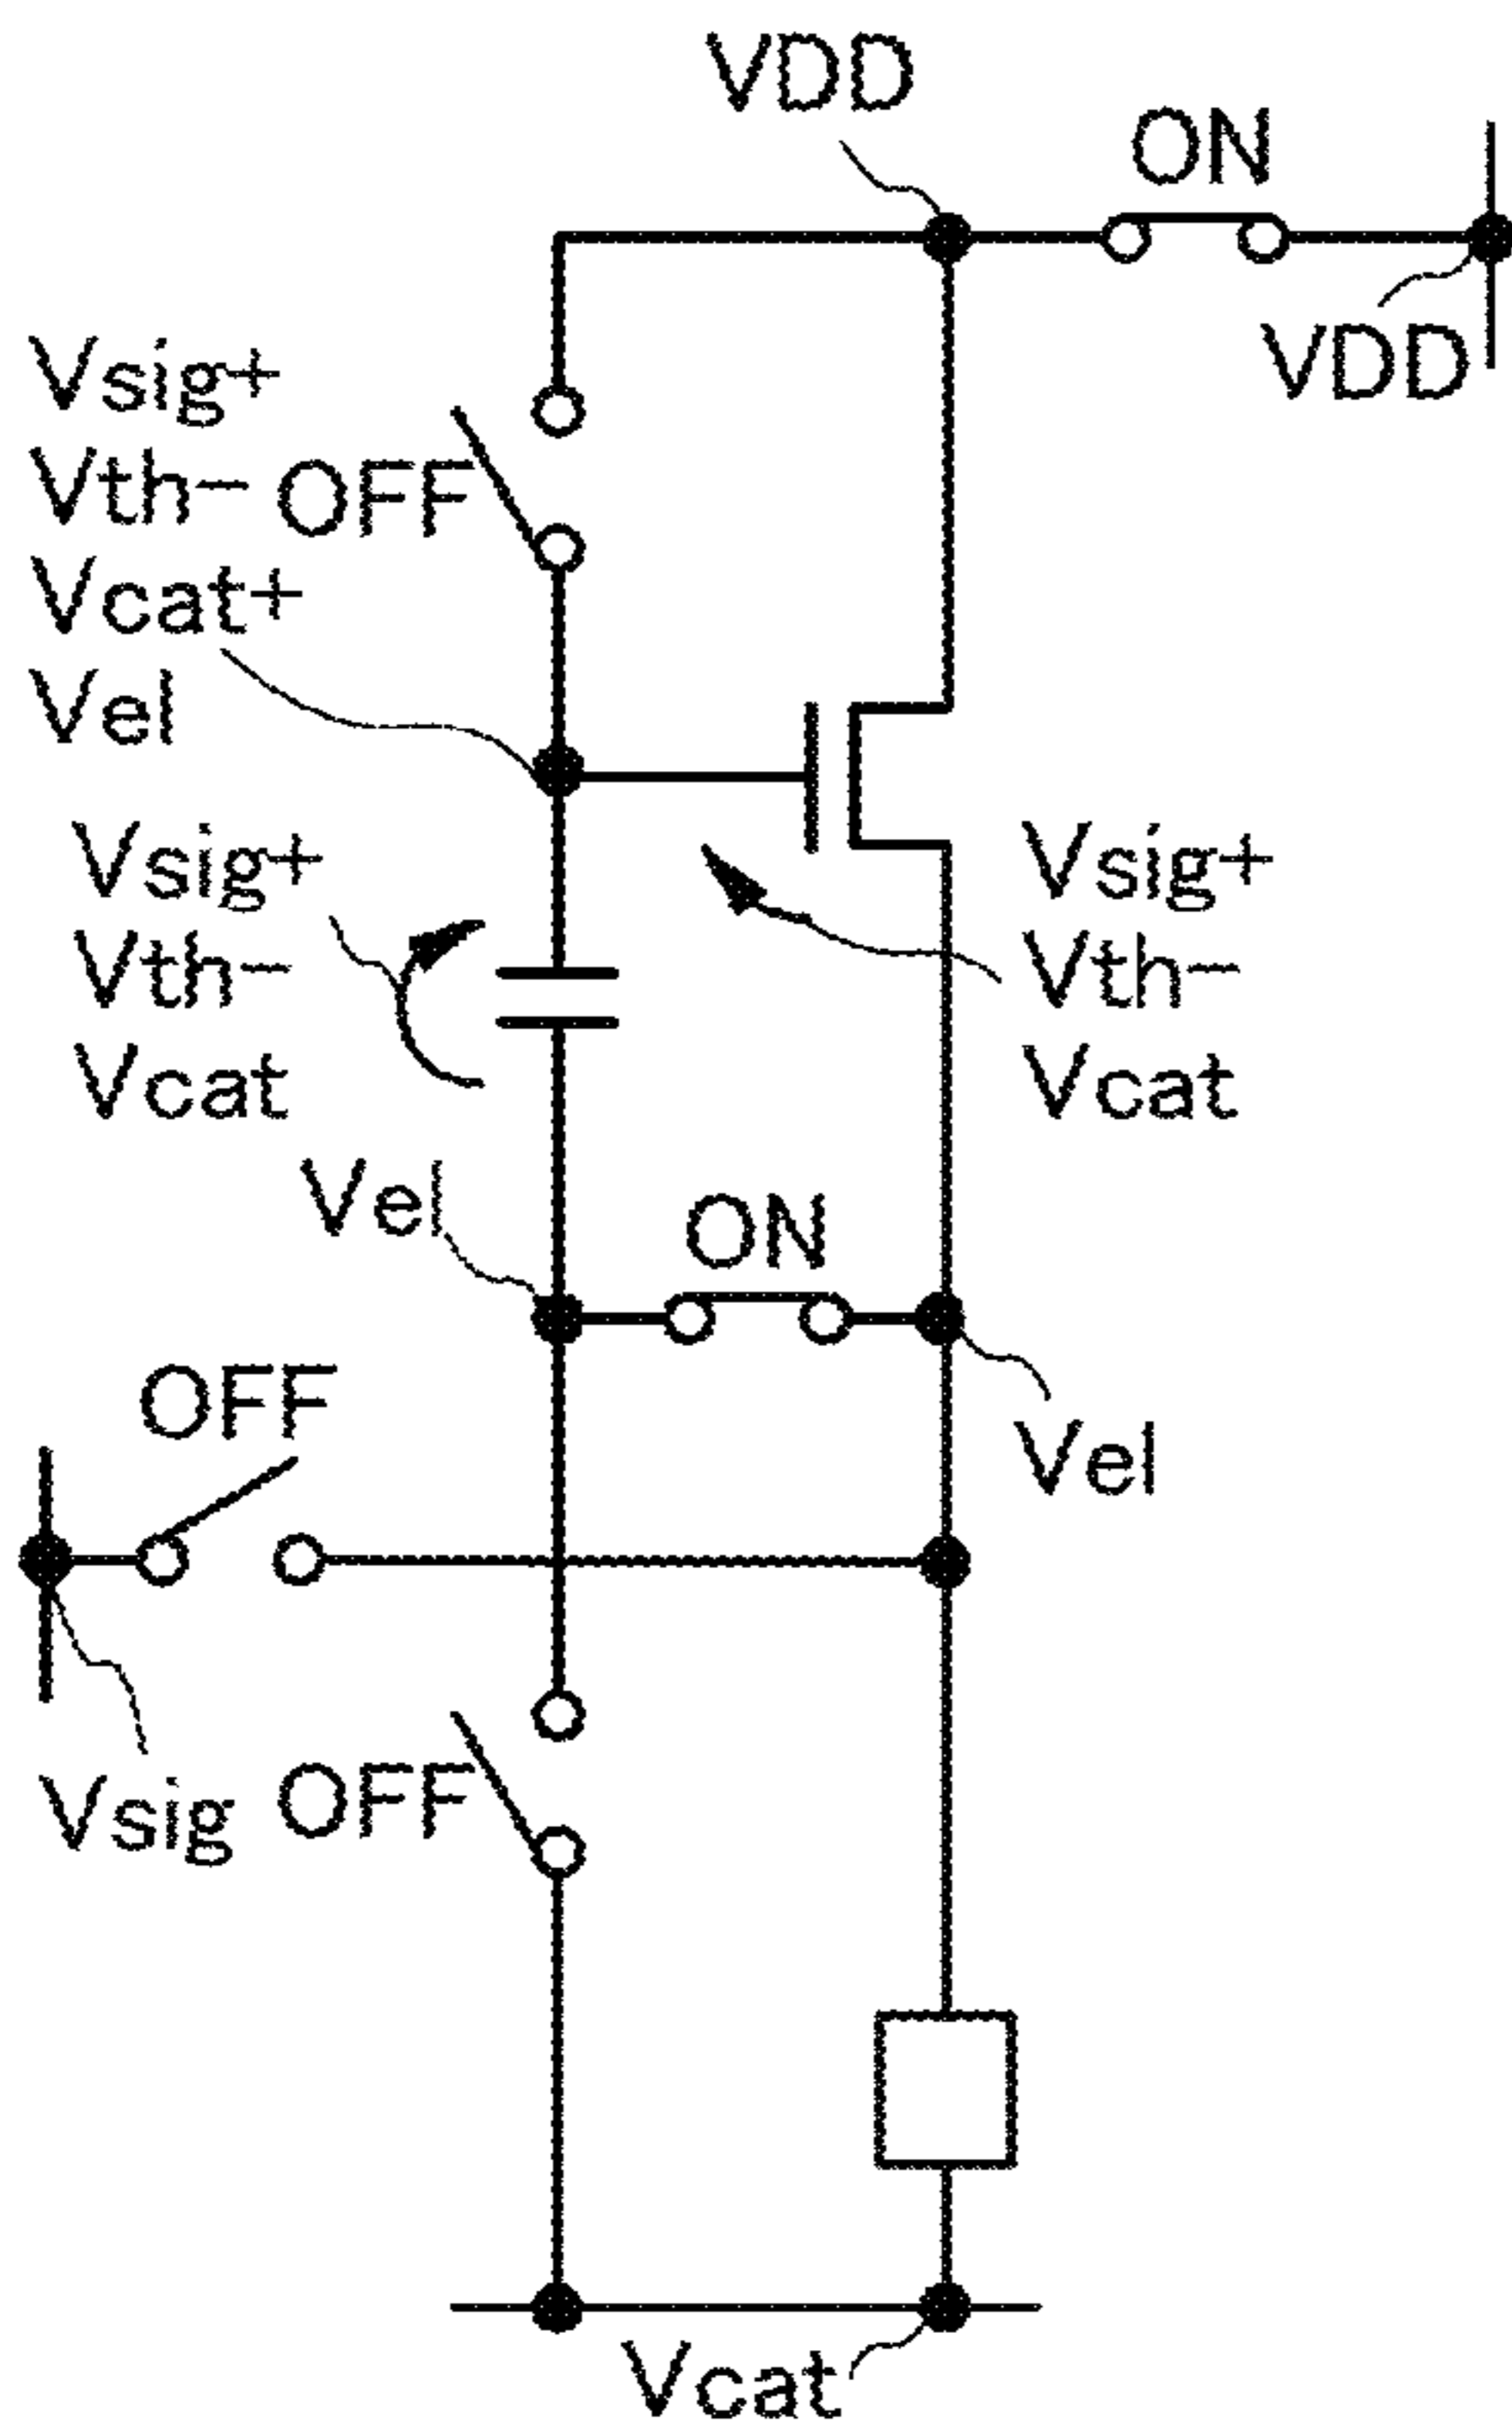 VDD
ON
VDD
Vsig+
Vth-
Vcat+
Vel
OFF
Vsig+
Vth-
Vcat
Vsig+
Vth-
Vcat
Vel
ON
Vel
OFF
Vsig
OFF
Vcat